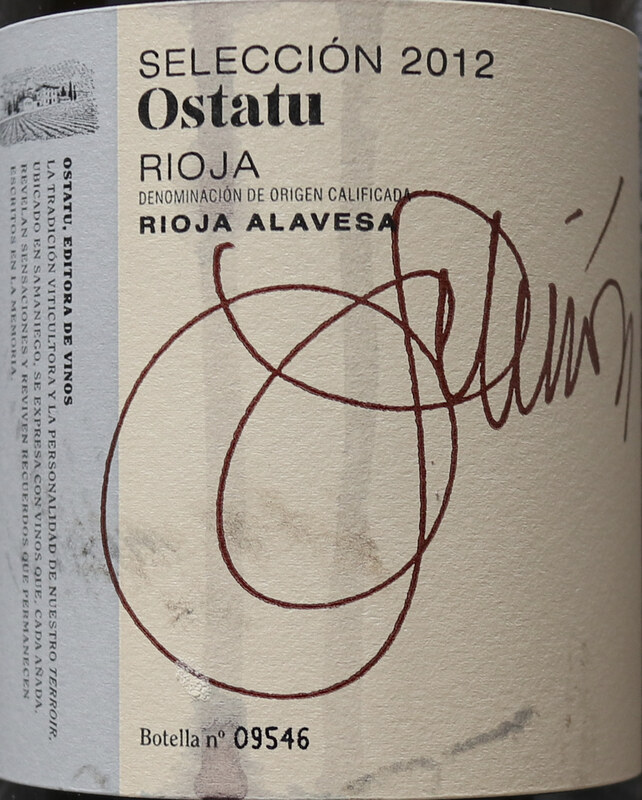 SELECCIÓN 2012
Ostatu
RIOJA
DENOMINACIÓN DE ORIGEN CALIFICADA
RIOJA ALAVESA
Botella nº 09546
OSTATU, EDITORA DE VINOS
LA TRADICIÓN VITICULTORA Y LA PERSONALIDAD DE NUESTRO TERROIR,
UBICADO EN SAMANIEGO, SE EXPRESA CON VINOS QUE, CADA AÑADA,
REVELAN SENSACIONES Y REVIVEN RECUERDOS QUE PERMANECEN
ESCRITOS EN LA MEMORIA.